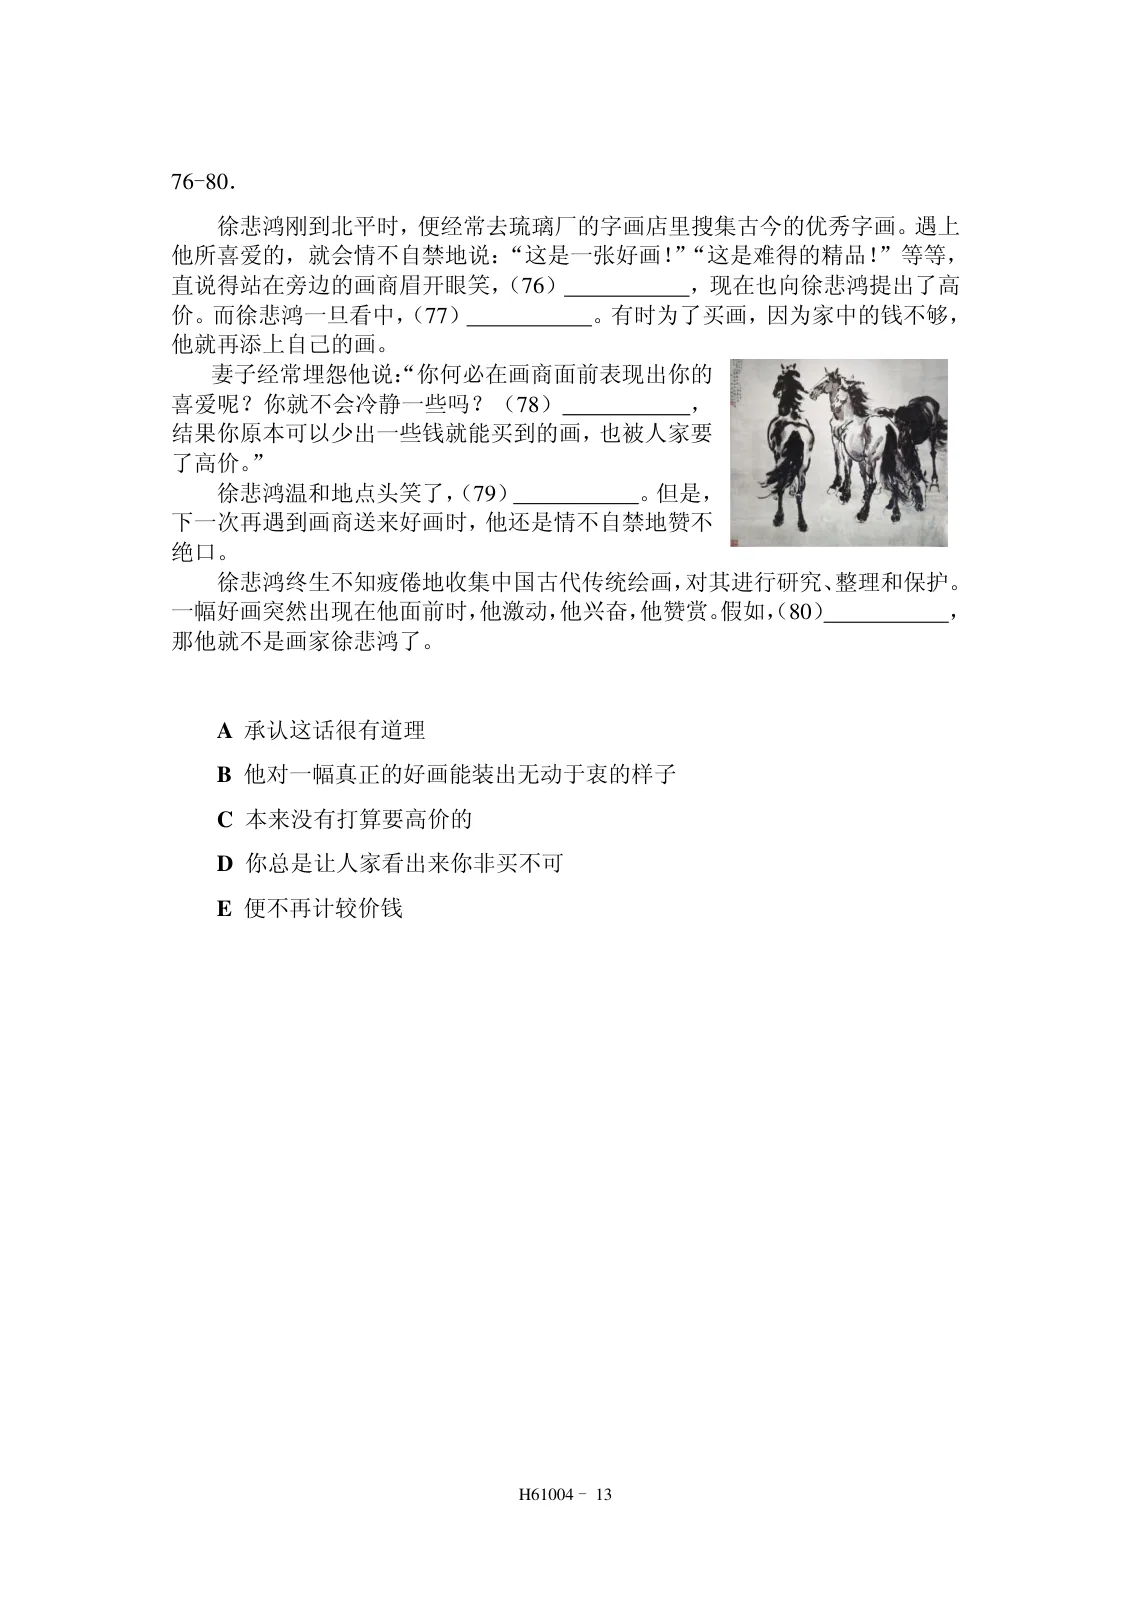 76-80.
徐悲鸿刚到北平时，便经常去琉璃厂的字画店里搜集古今的优秀字画。遇上
他所喜爱的，就会情不自禁地说：“这是一张好画！”“这是难得的精品！”等等，
直说得站在旁边的画商眉开眼笑，（76）___________，现在也向徐悲鸿提出了高
价。而徐悲鸿一旦看中，（77）___________。有时为了买画，因为家中的钱不够，
他就再添上自己的画。
妻子经常埋怨他说：“你何必在画商面前表现出你的
喜爱呢？你就不会冷静一些吗？（78）___________，
结果你原本可以少出一些钱就能买到的画，也被人家要
了高价。”
徐悲鸿温和地点头笑了，（79）___________。但是，
下一次再遇到画商送来好画时，他还是情不自禁地赞不
绝口。
徐悲鸿终生不知疲倦地收集中国古代传统绘画，对其进行研究、整理和保护。
一幅好画突然出现在他面前时，他激动，他兴奋，他赞赏。假如，（80）___________，
那他就不是画家徐悲鸿了。
A 承认这话很有道理
B 他对一幅真正的好画能装出无动于衷的样子
C 本来没有打算要高价的
D 你总是让人家看出来你非买不可
E 便不再计较价钱
H61004 - 13